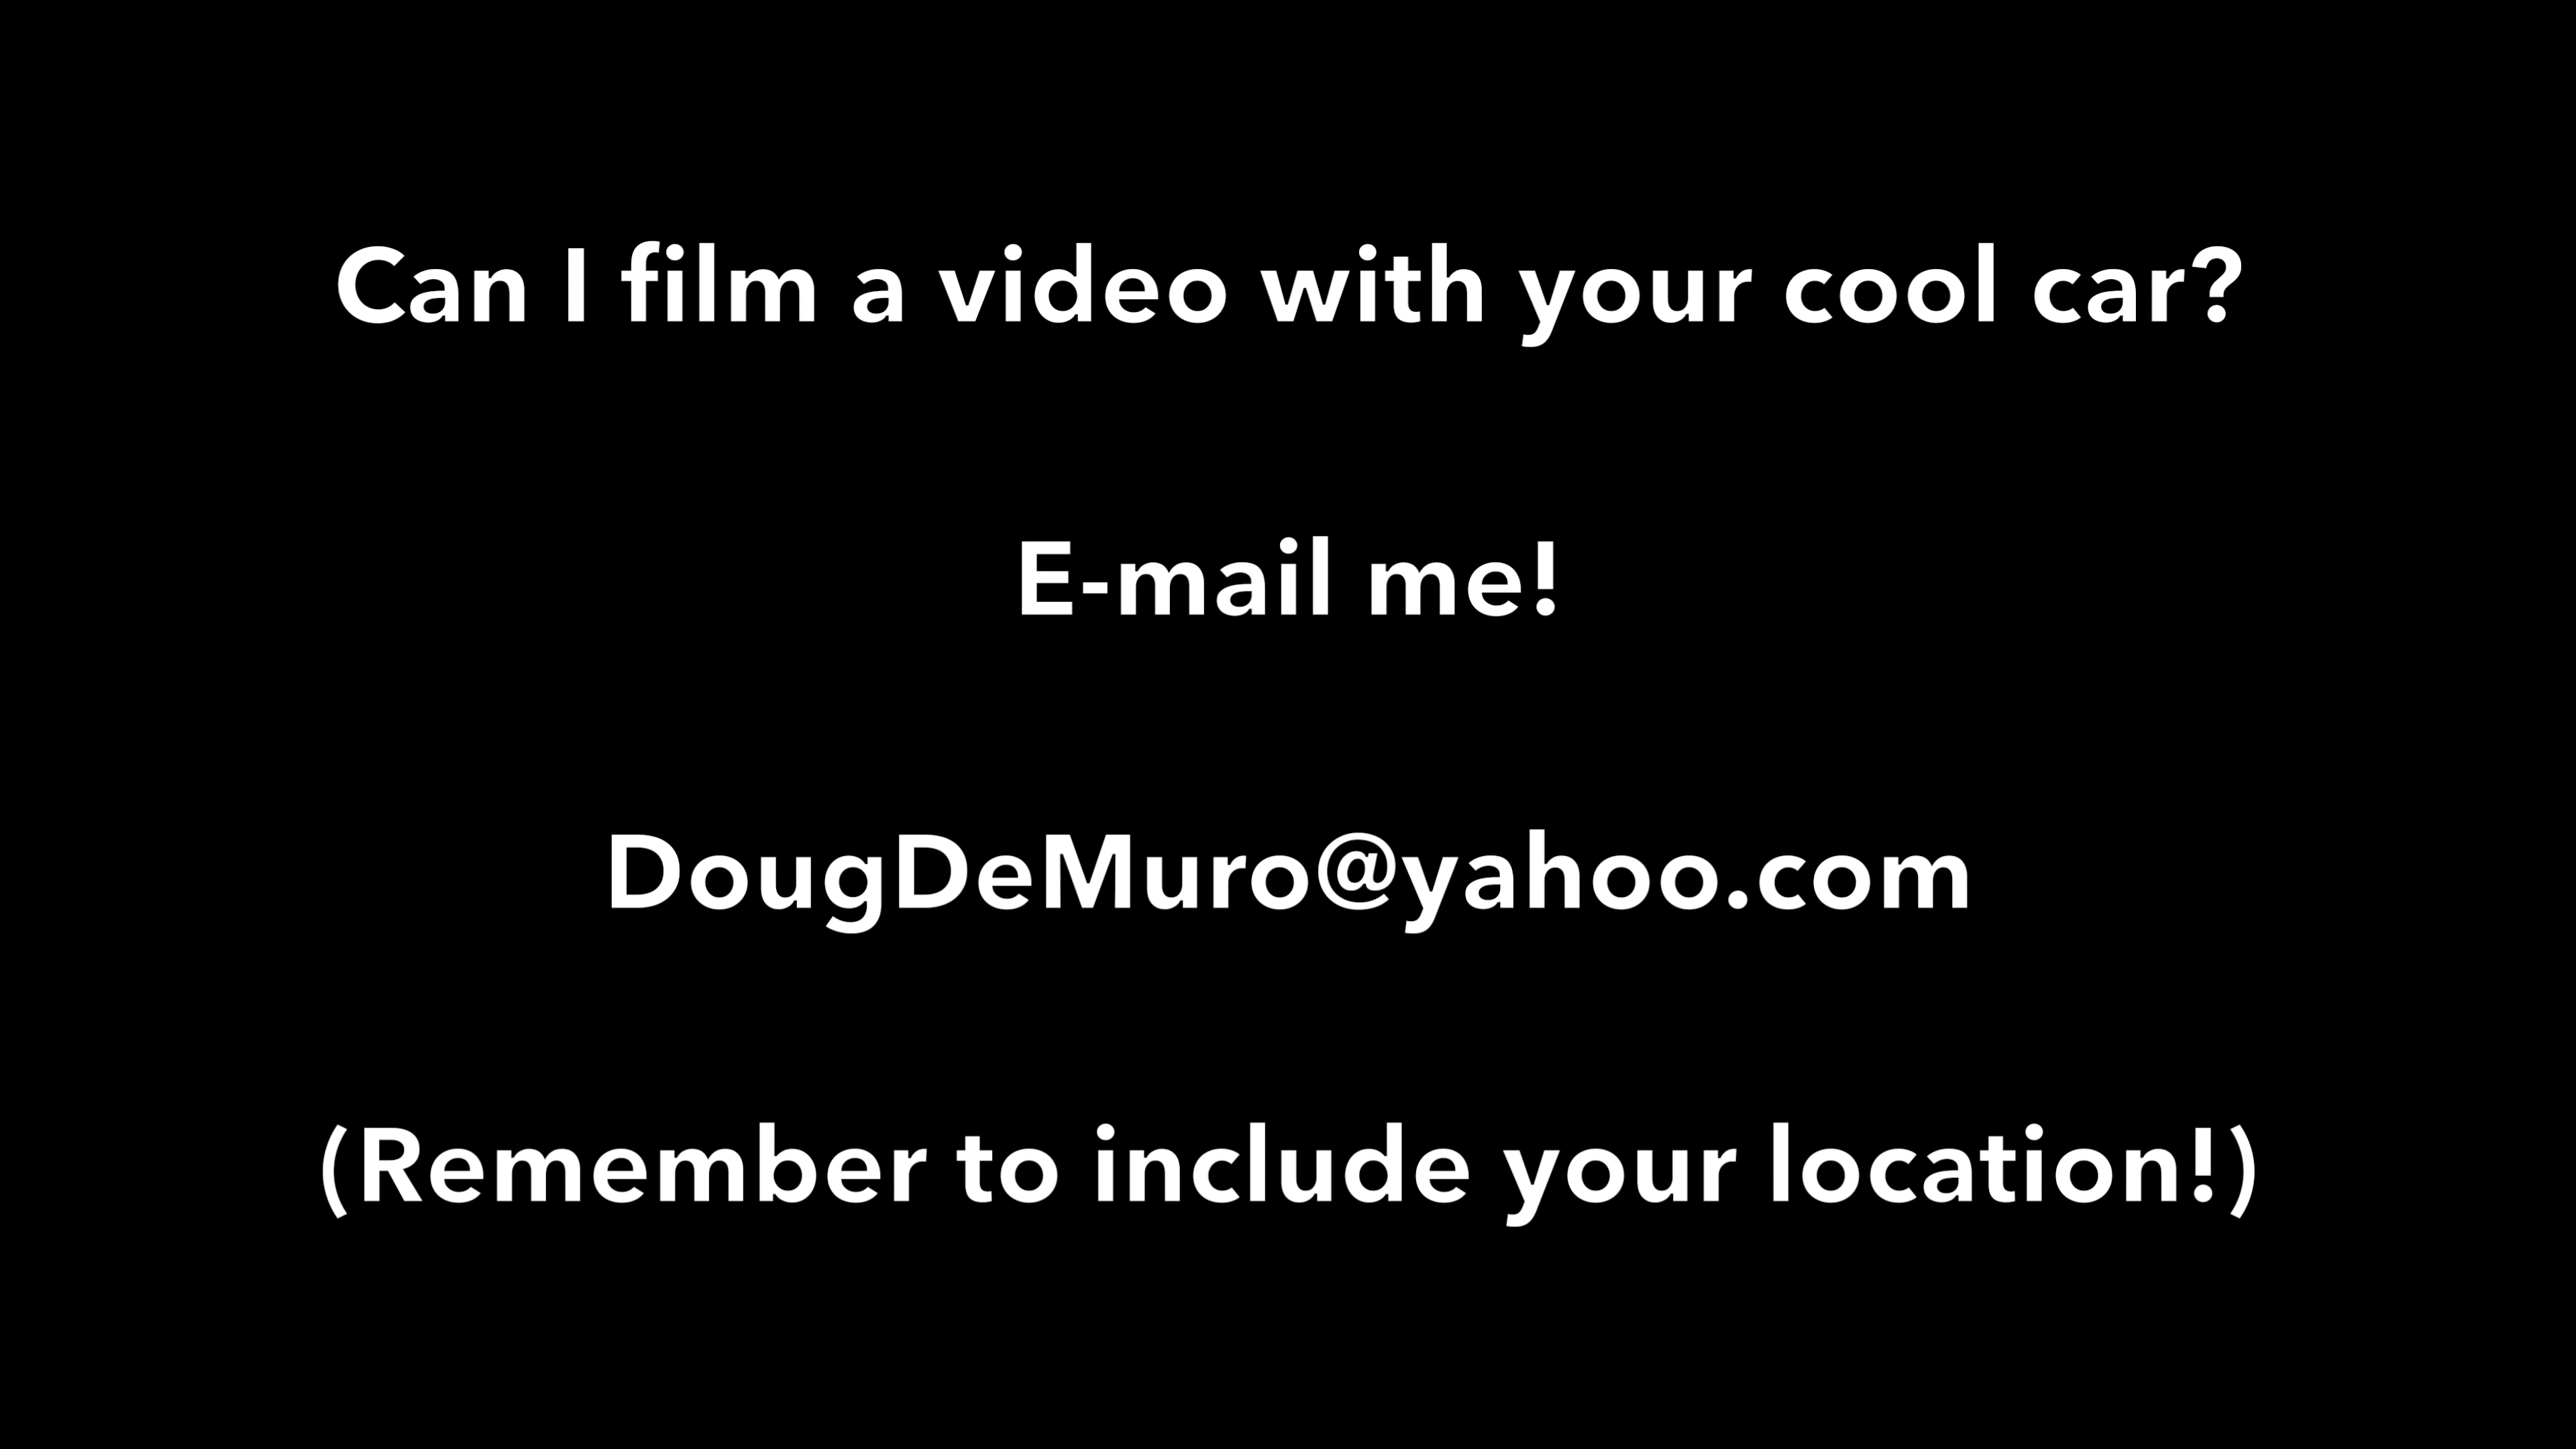 Can I film a video with your cool car?
E-mail me!
DougDeMuro@yahoo.com
(Remember to include your location!)